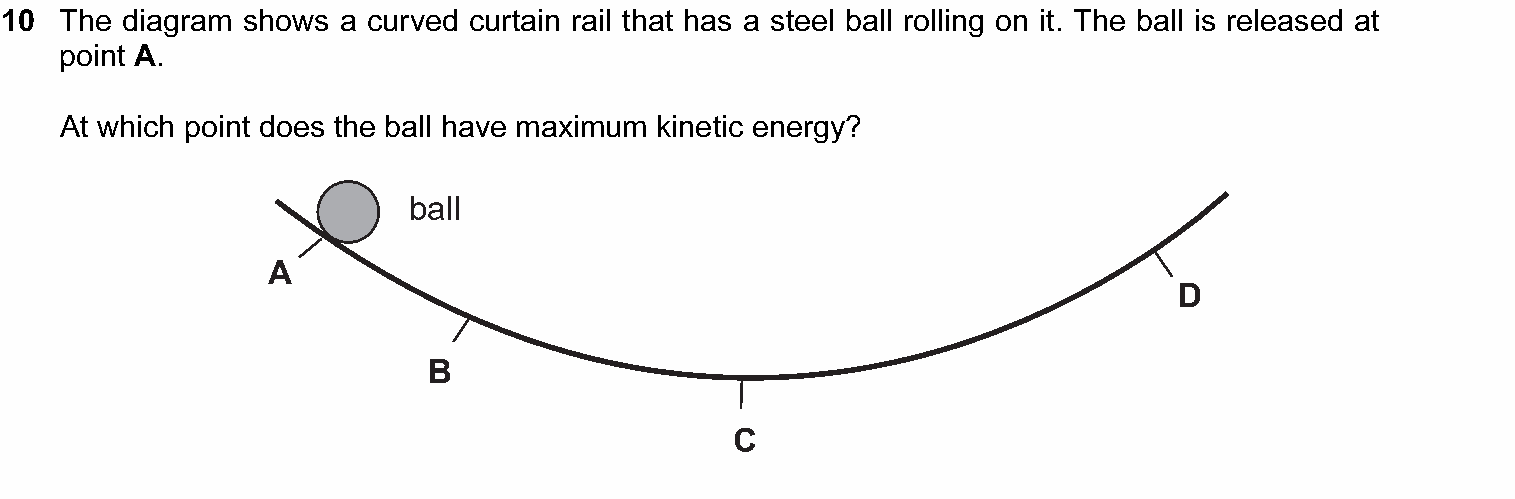 10 The diagram shows a curved curtain rail that has a steel ball rolling on it. The ball is released at
point A.
At which point does the ball have maximum kinetic energy?
ball
A
D
B
C